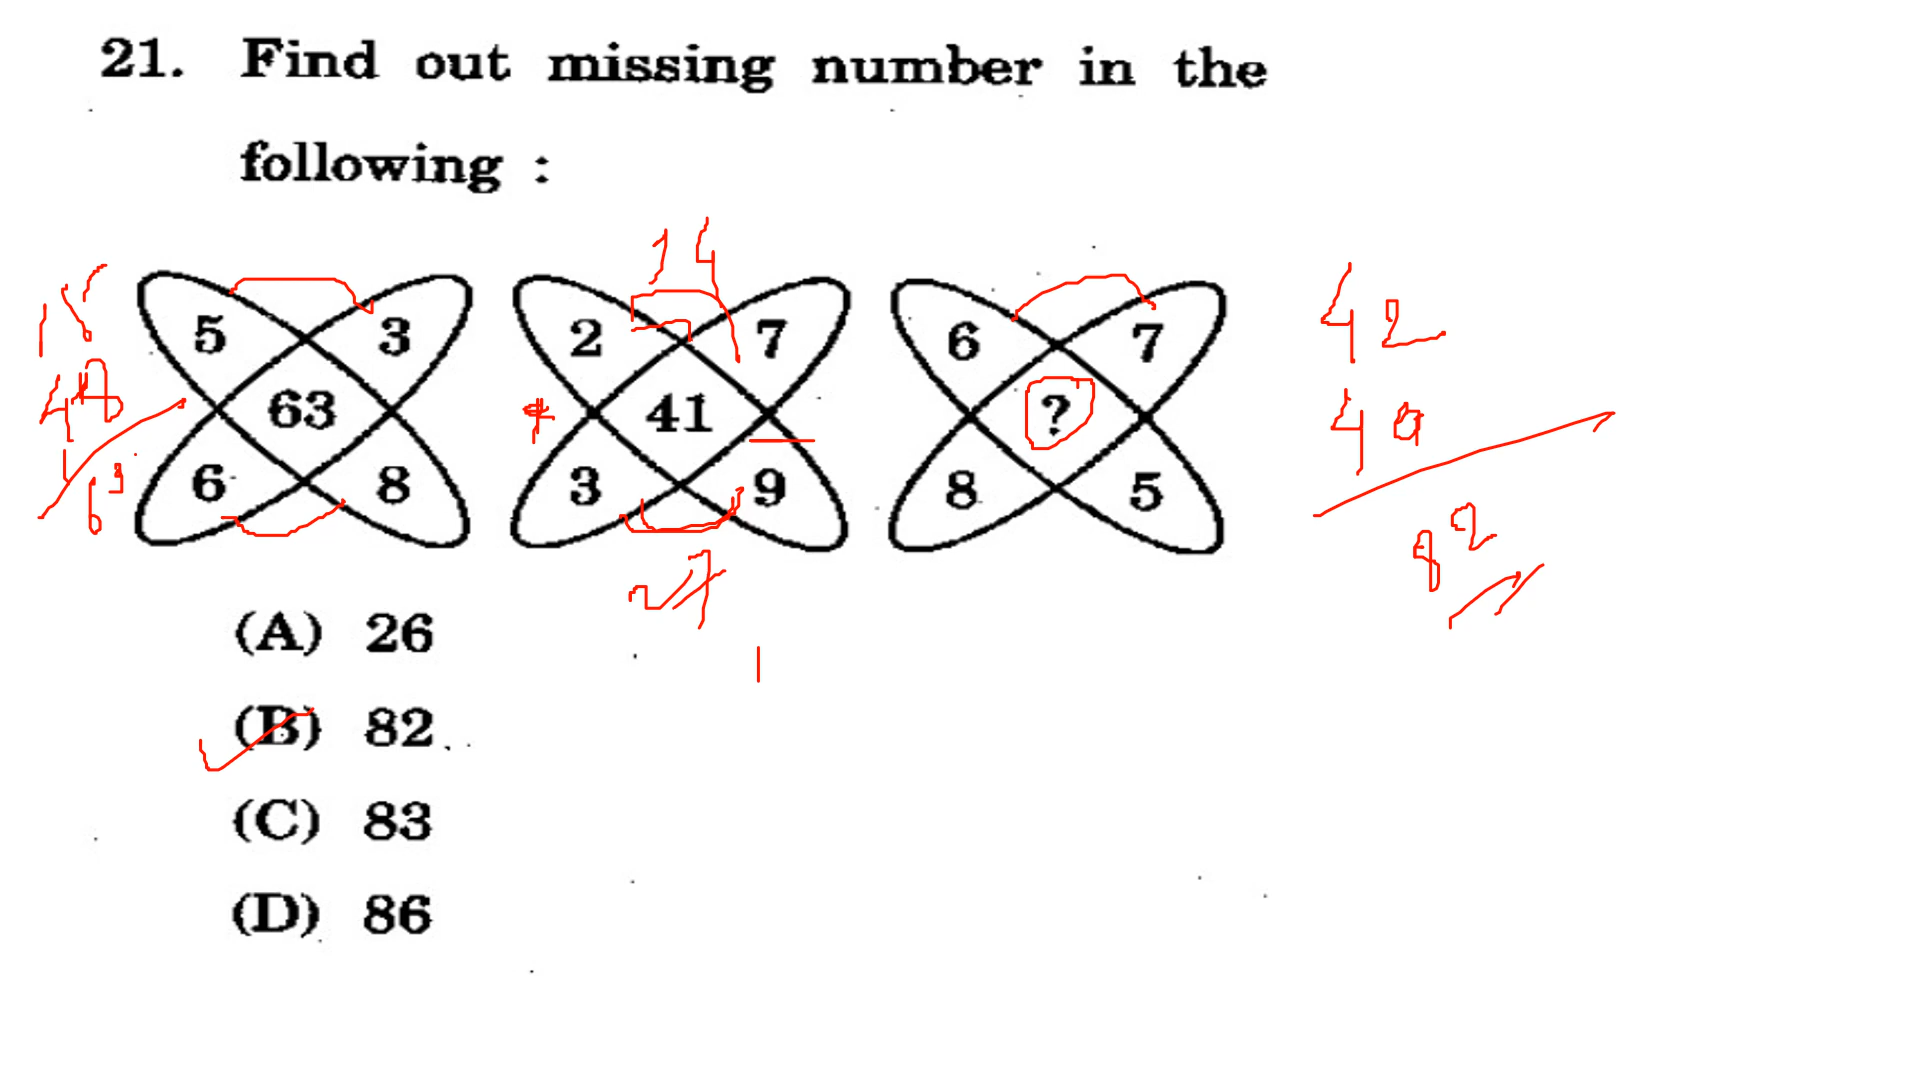 21. Find out missing number in the
following :
14
5 3 2 7 6 7 42
15
48 63 41 ? 40
63 6 8 3 9 8 5
82
27
(A) 26
(B) 82
(C) 83
(D) 86